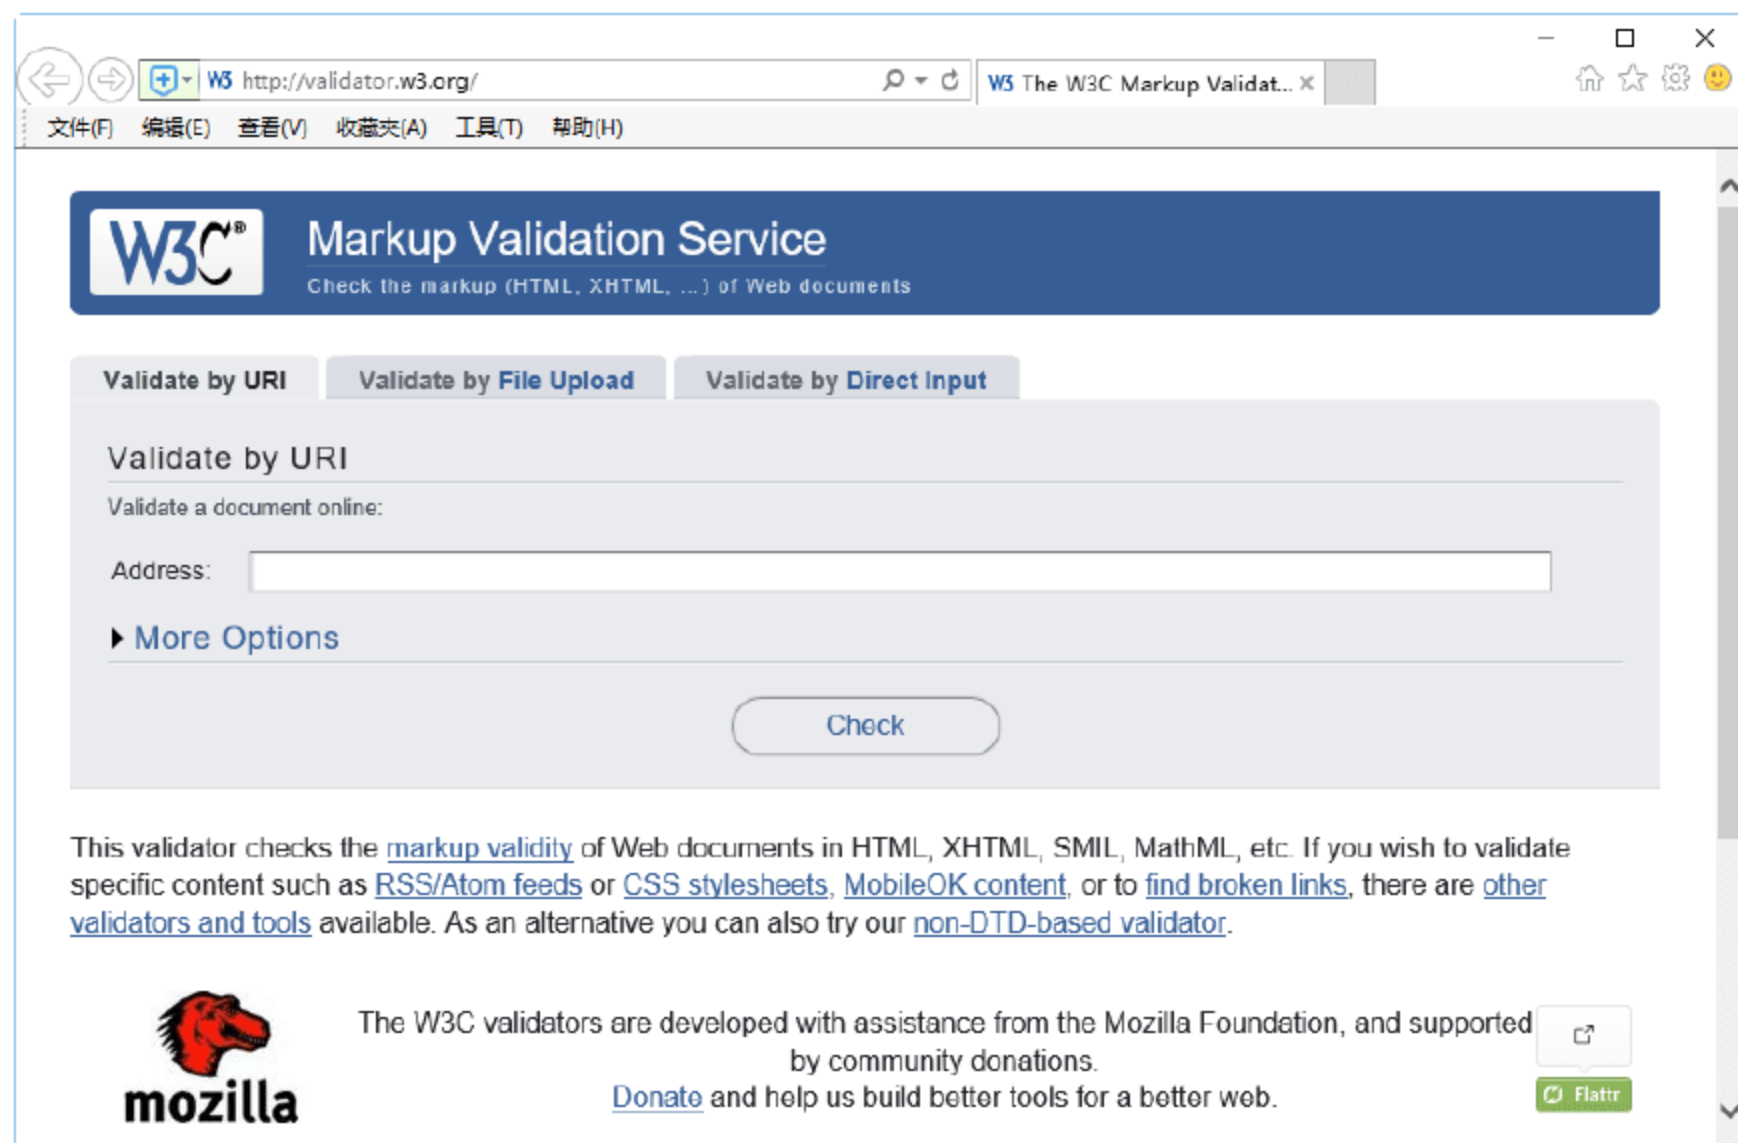 W3 http://validator.w3.org/
W3 The W3C Markup Validat...
文件(F) 编辑(E) 查看(V) 收藏夹(A) 工具(T) 帮助(H)
W3C®
Markup Validation Service
Check the markup (HTML, XHTML, ...) of Web documents
Validate by URI
Validate by File Upload
Validate by Direct Input
Validate by URI
Validate a document online:
Address:
More Options
Check
This validator checks the markup validity of Web documents in HTML, XHTML, SMIL, MathML, etc. If you wish to validate
specific content such as RSS/Atom feeds or CSS stylesheets, MobileOK content, or to find broken links, there are other
validators and tools available. As an alternative you can also try our non-DTD-based validator.
mozilla
The W3C validators are developed with assistance from the Mozilla Foundation, and supported
by community donations.
Donate and help us build better tools for a better web.
Flattr